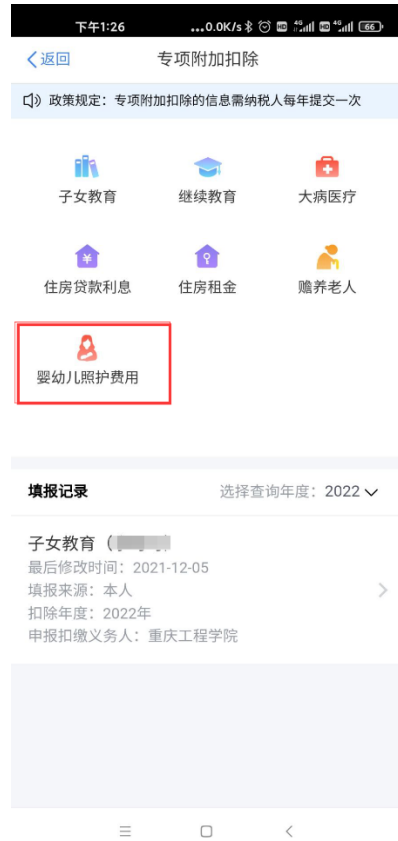 下午1:26
...0.0K/s HD 4G HD 4G 66
返回 专项附加扣除
政策规定：专项附加扣除的信息需纳税人每年提交一次
子女教育 继续教育 大病医疗
¥
住房贷款利息 住房租金 赡养老人
婴幼儿照护费用
填报记录 选择查询年度：2022
子女教育（
最后修改时间：2021-12-05
填报来源：本人
扣除年度：2022年
申报扣缴义务人：重庆工程学院